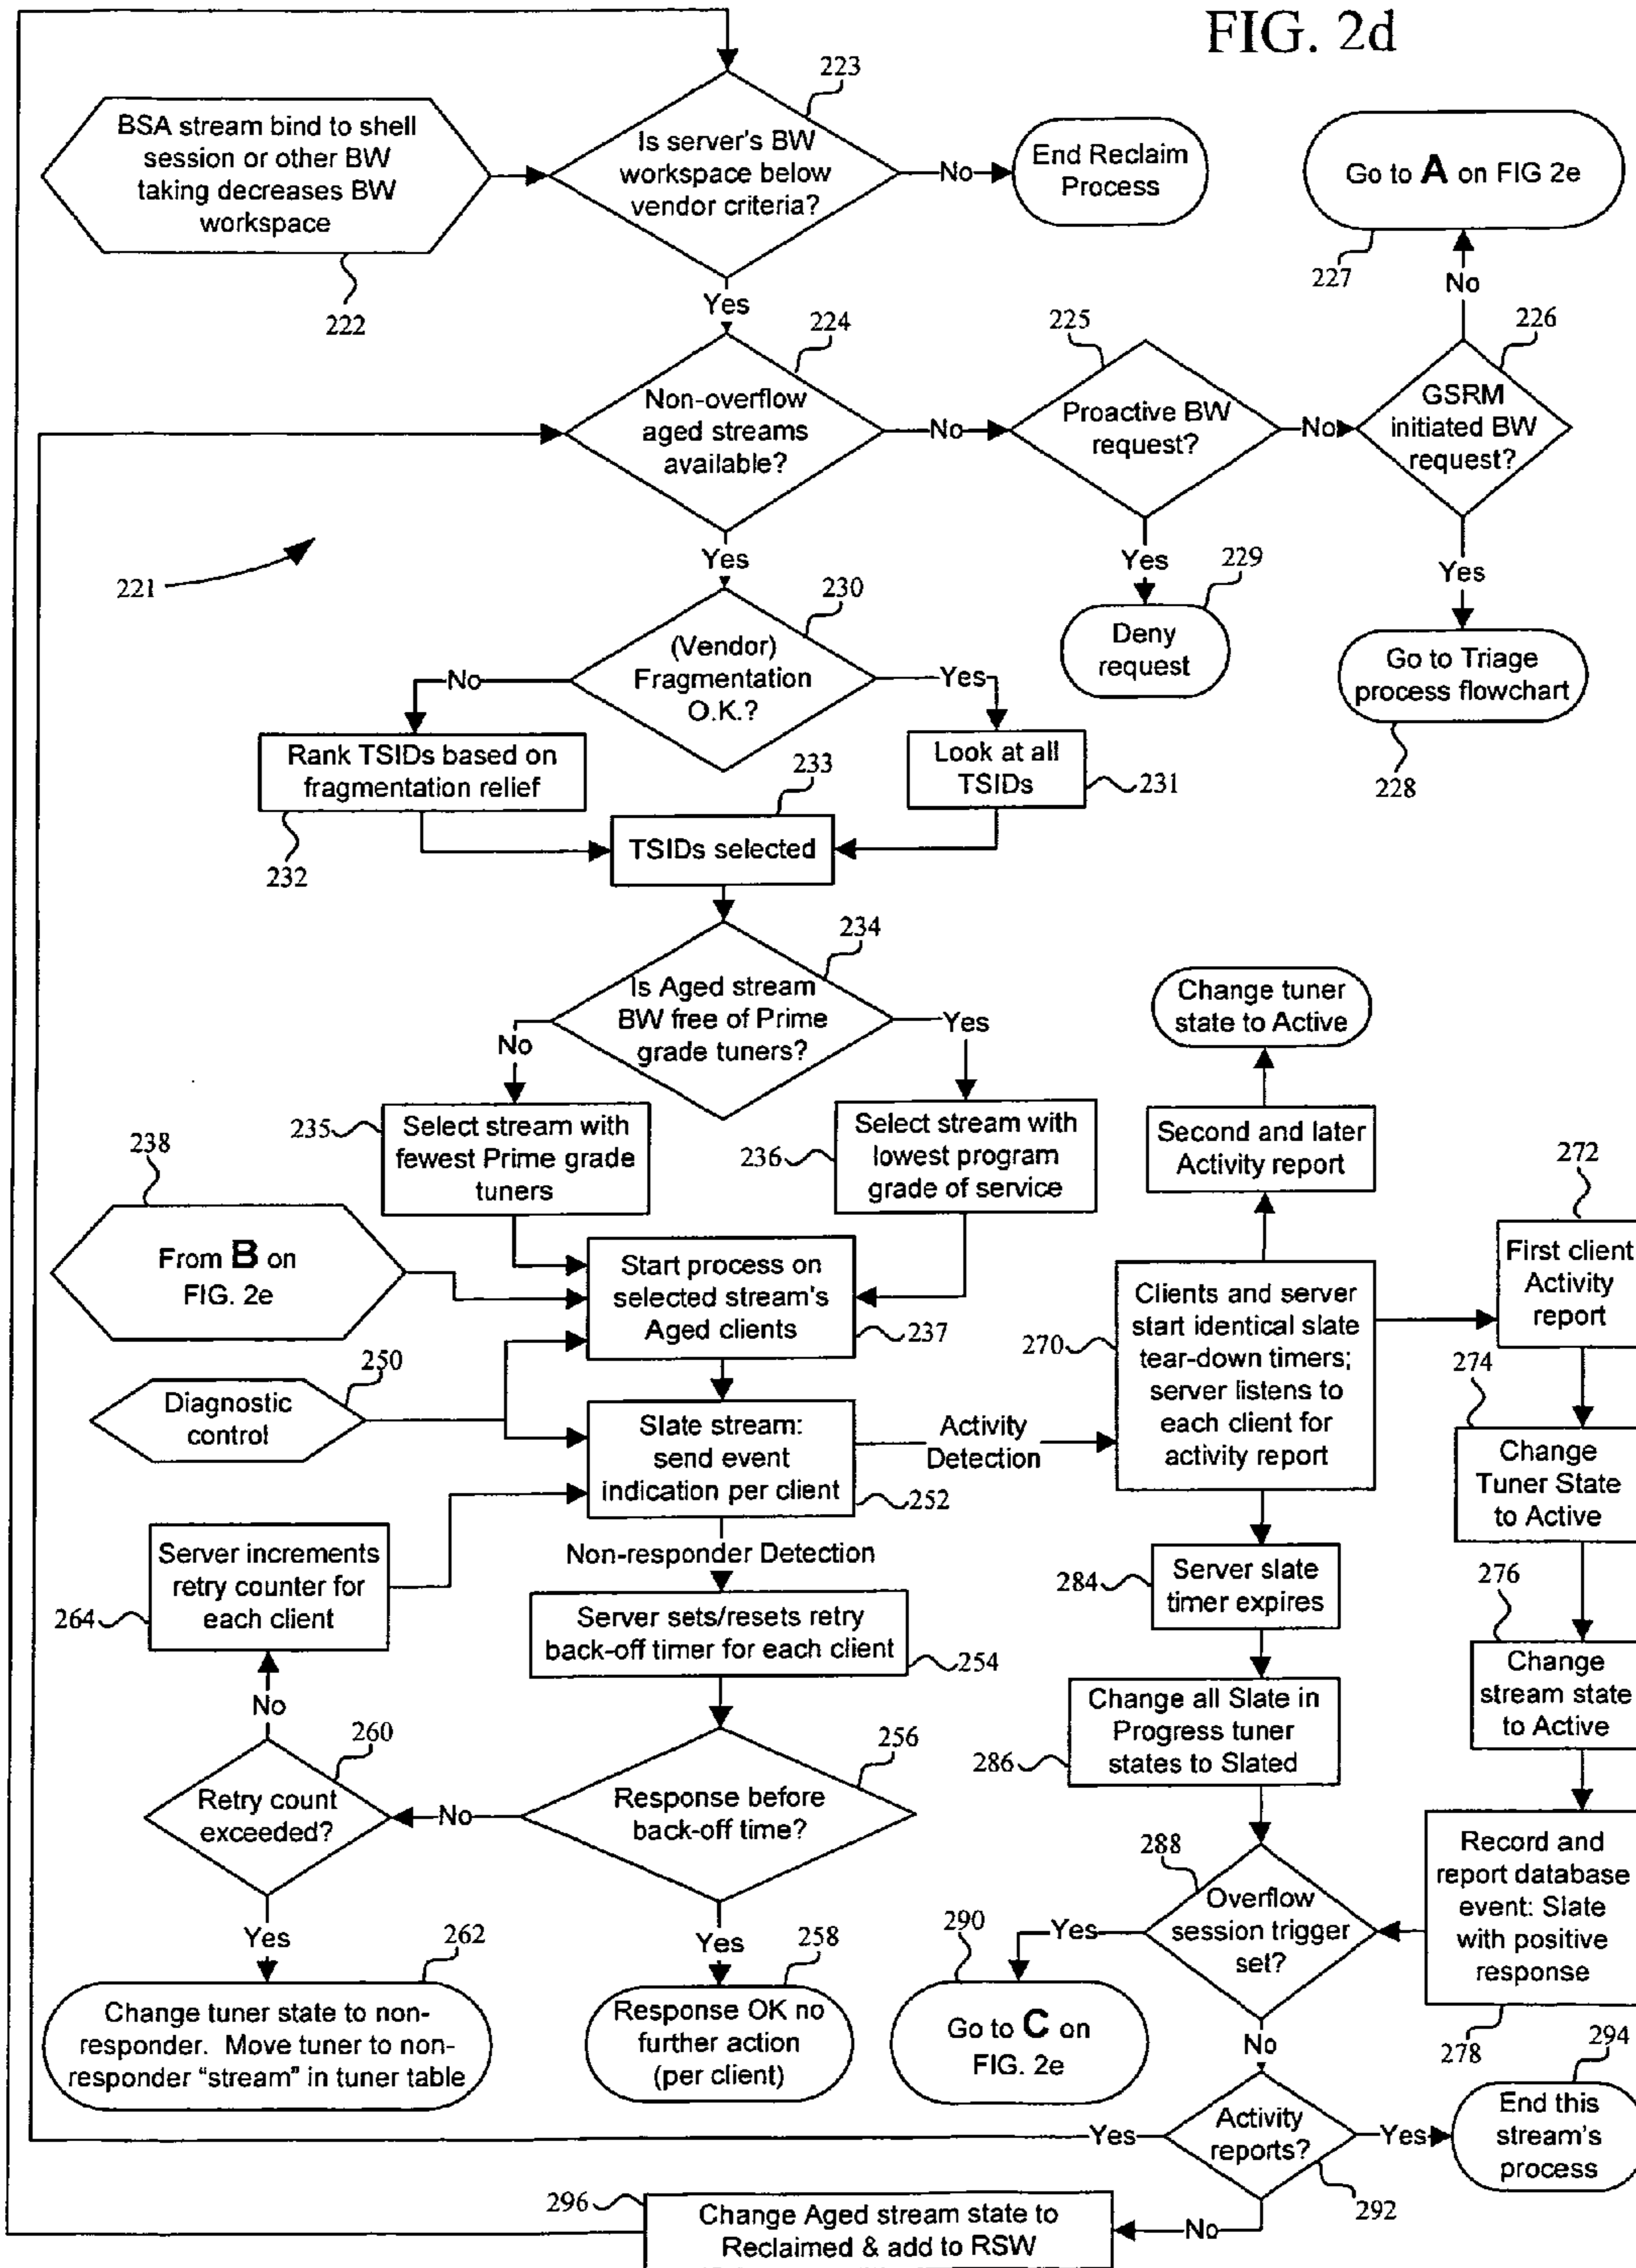 FIG. 2d
223
BSA stream bind to shell
session or other BW
taking decreases BW
workspace
222
Is server's BW
workspace below
vendor criteria?
No
End Reclaim
Process
Go to A on FIG 2e
227
No
Yes
224
Non-overflow
aged streams
available?
No
225
Proactive BW
request?
No
226
GSRM
initiated BW
request?
221
Yes
Yes
229
Deny
request
Yes
Go to Triage
process flowchart
228
230
(Vendor)
Fragmentation
O.K.?
No
Yes
Rank TSIDs based on
fragmentation relief
232
Look at all
TSIDs
231
233
TSIDs selected
234
Is Aged stream
BW free of Prime
grade tuners?
No
Yes
235
Select stream with
fewest Prime grade
tuners
236
Select stream with
lowest program
grade of service
Change tuner
state to Active
Second and later
Activity report
238
From B on
FIG. 2e
Start process on
selected stream's
Aged clients
237
250
Diagnostic
control
Slate stream:
send event
indication per client
252
Activity
Detection
270
Clients and server
start identical slate
tear-down timers;
server listens to
each client for
activity report
272
First client
Activity
report
274
Change
Tuner State
to Active
276
Change
stream state
to Active
Record and
report database
event: Slate
with positive
response
278
Non-responder Detection
264
Server increments
retry counter for
each client
Server sets/resets retry
back-off timer for each client
254
284
Server slate
timer expires
286
Change all Slate in
Progress tuner
states to Slated
No
260
Retry count
exceeded?
No
256
Response before
back-off time?
288
Overflow
session trigger
set?
Yes
290
Go to C on
FIG. 2e
No
Yes
262
Change tuner state to non-
responder. Move tuner to non-
responder "stream" in tuner table
Yes
258
Response OK no
further action
(per client)
294
End this
stream's
process
Yes
Activity
reports?
Yes
292
No
296
Change Aged stream state to
Reclaimed & add to RSW